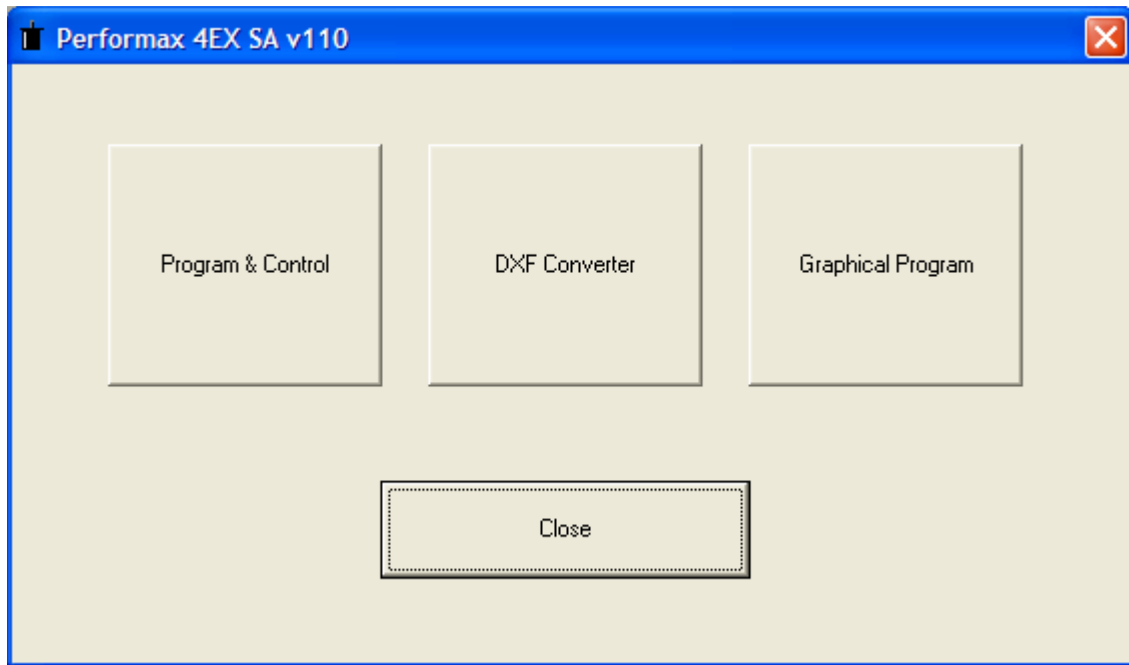 Performax 4EX SA v110
Program & Control
DXF Converter
Graphical Program
Close